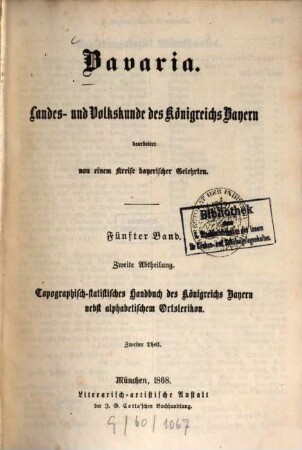 Bavaria.
Landes- und Volkskunde des Königreichs Bayern
bearbeitet
von einem Kreise bayerischer Gelehrten.
Bibliothek
Fünfter Band.
Zweite Abtheilung.
Topographisch-statistisches Handbuch des Königreichs Bayern
nebst alphabetischem Ortslexikon.
Zweiter Theil.
München, 1868.
Literarisch-artistische Anstalt
der J. G. Cotta'schen Buchhandlung.
G/60/1067